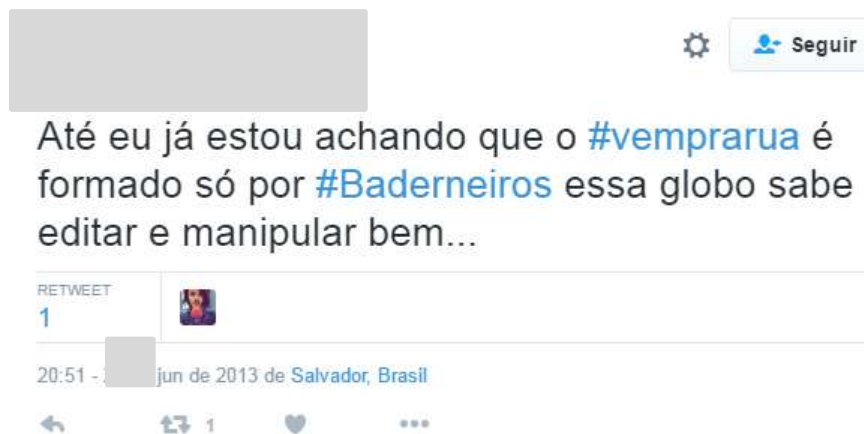 Seguir
Até eu já estou achando que o #vemprarua é
formado só por #Baderneiros essa globo sabe
editar e manipular bem...
RETWEET
1
20:51 - jun de 2013 de Salvador, Brasil
1